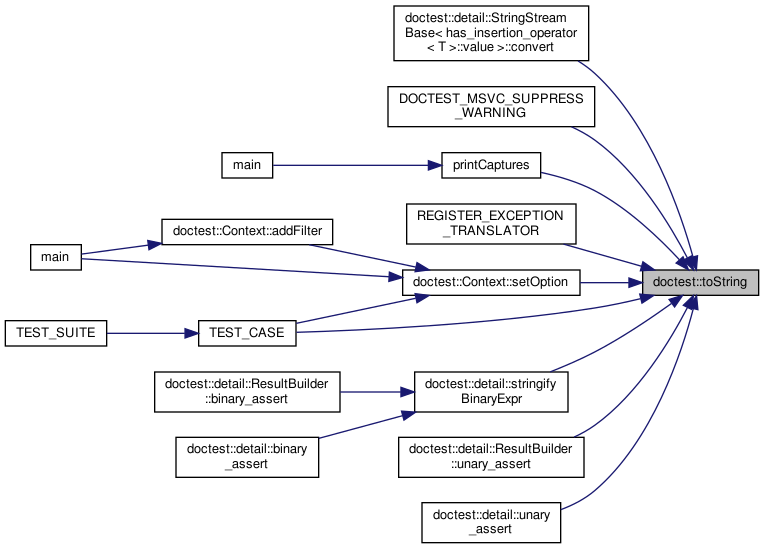 doctest::detail::StringStream
Base< has_insertion_operator
< T >::value >::convert
DOCTEST_MSVC_SUPPRESS
_WARNING
main
printCaptures
REGISTER_EXCEPTION
_TRANSLATOR
doctest::Context::addFilter
main
doctest::Context::setOption
doctest::toString
TEST_SUITE
TEST_CASE
doctest::detail::ResultBuilder
::binary_assert
doctest::detail::stringify
BinaryExpr
doctest::detail::binary
_assert
doctest::detail::ResultBuilder
::unary_assert
doctest::detail::unary
_assert